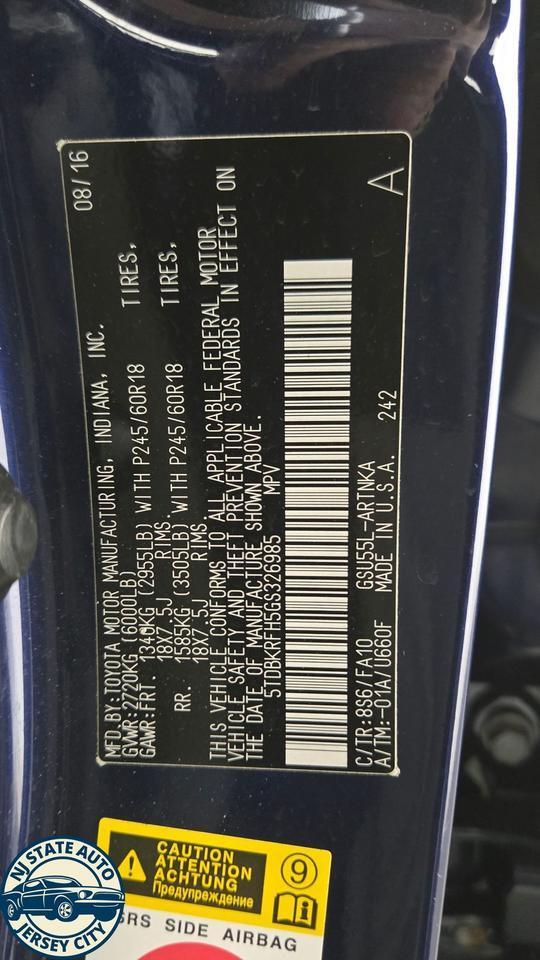 MFD.BY:TOYOTA MOTOR MANUFACTURING, INDIANA, INC. 08/16
GVWR:2720KG (6000LB)
GAWR:FRT. 1340KG (2955LB) WITH P245/60R18 TIRES,
18X7.5J RIMS
RR. 1585KG (3505LB) WITH P245/60R18 TIRES,
18X7.5J RIMS
THIS VEHICLE CONFORMS TO ALL APPLICABLE FEDERAL MOTOR
VEHICLE SAFETY AND THEFT PREVENTION STANDARDS IN EFFECT ON
THE DATE OF MANUFACTURE SHOWN ABOVE.
5TDBKRFH5GS326985 MPV
C/TR:8S6/FA10 GSU55L-ARTNKA A
A/TM:-01A/U660F MADE IN U.S.A. 242
CAUTION
ATTENTION
ACHTUNG
Предупреждение
9
SRS SIDE AIRBAG
NJ STATE AUTO
JERSEY CITY